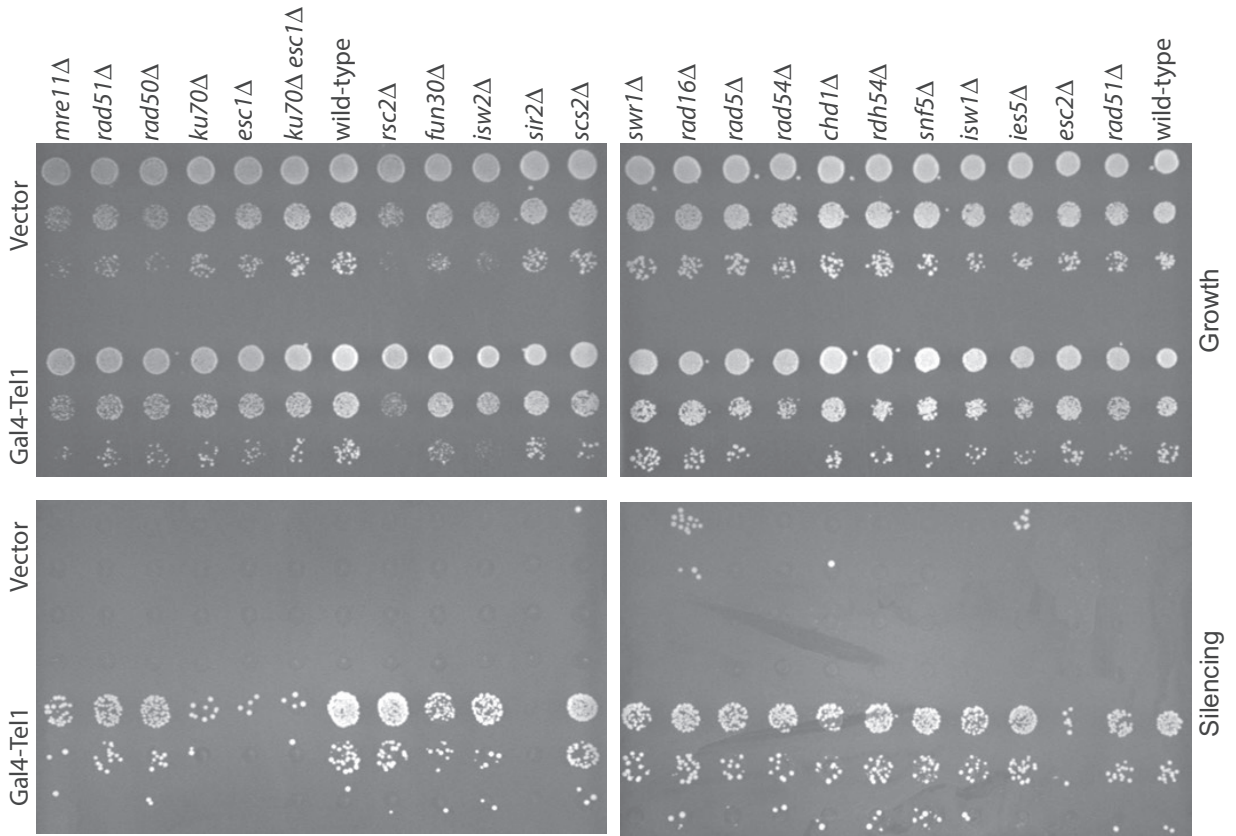 mre11Δ
rad51Δ
rad50Δ
ku70Δ
esc1Δ
ku70Δ esc1Δ
wild-type
rsc2Δ
fun30Δ
isw2Δ
sir2Δ
scs2Δ
swr1Δ
rad16Δ
rad5Δ
rad54Δ
chd1Δ
rdh54Δ
snf5Δ
isw1Δ
ies5Δ
esc2Δ
rad51Δ
wild-type
Vector
Gal4-Tel1
Growth
Vector
Gal4-Tel1
Silencing